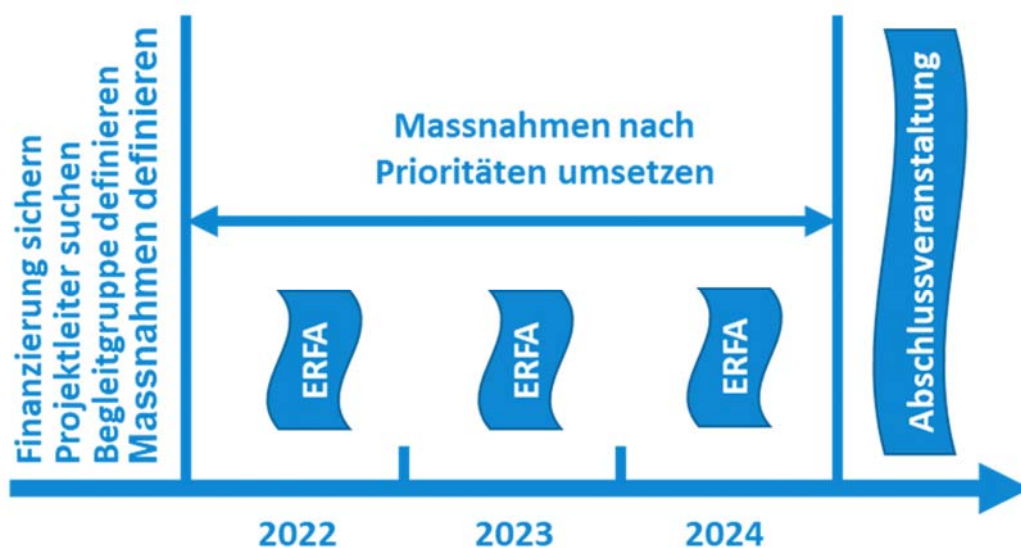 Finanzierung sichern
Projektleiter suchen
Begleitgruppe definieren
Massnahmen definieren
Massnahmen nach
Prioritäten umsetzen
ERFA
ERFA
ERFA
Abschlussveranstaltung
2022
2023
2024